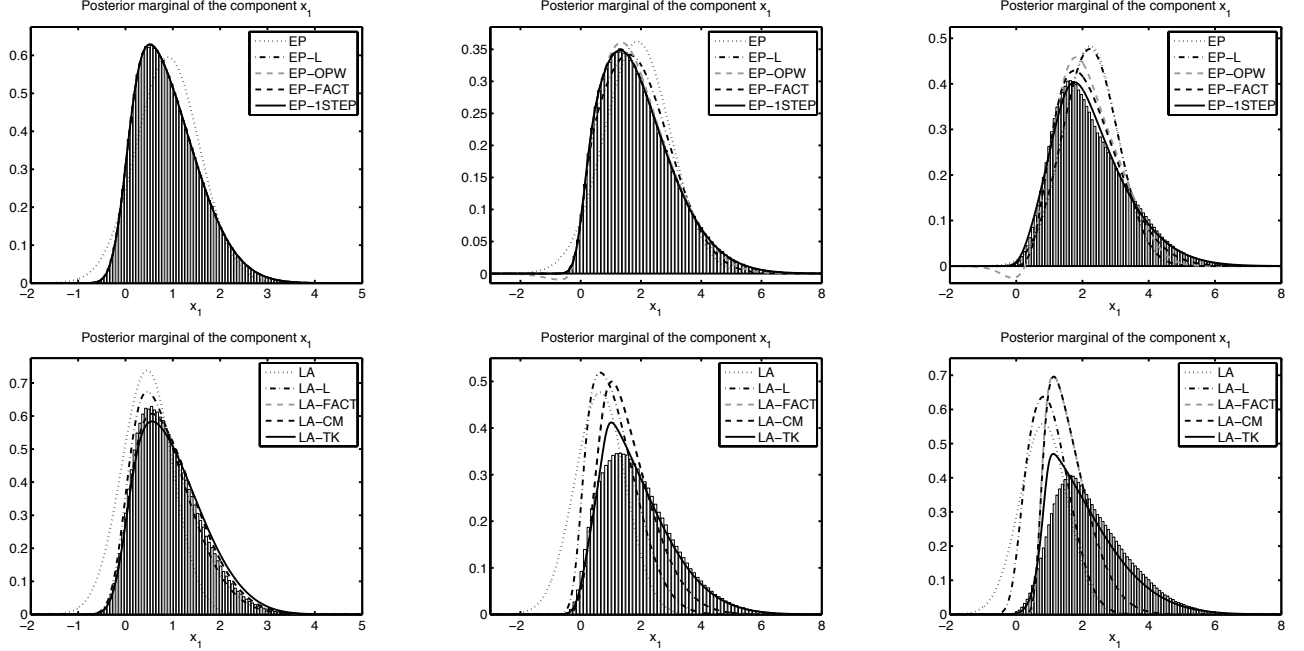 Posterior marginal of the component x1
0.6
0.5
0.4
0.3
0.2
0.1
0
−2 −1 0 1 2 3 4 5
x1
EP
EP−L
EP−OPW
EP−FACT
EP−1STEP
Posterior marginal of the component x1
0.35
0.3
0.25
0.2
0.15
0.1
0.05
0
−2 0 2 4 6 8
x1
EP
EP−L
EP−OPW
EP−FACT
EP−1STEP
Posterior marginal of the component x1
0.5
0.4
0.3
0.2
0.1
0
−2 0 2 4 6 8
x1
EP
EP−L
EP−OPW
EP−FACT
EP−1STEP
Posterior marginal of the component x1
0.7
0.6
0.5
0.4
0.3
0.2
0.1
0
−2 −1 0 1 2 3 4 5
x1
LA
LA−L
LA−FACT
LA−CM
LA−TK
Posterior marginal of the component x1
0.5
0.4
0.3
0.2
0.1
0
−2 0 2 4 6 8
x1
LA
LA−L
LA−FACT
LA−CM
LA−TK
Posterior marginal of the component x1
0.7
0.6
0.5
0.4
0.3
0.2
0.1
0
−2 0 2 4 6 8
x1
LA
LA−L
LA−FACT
LA−CM
LA−TK